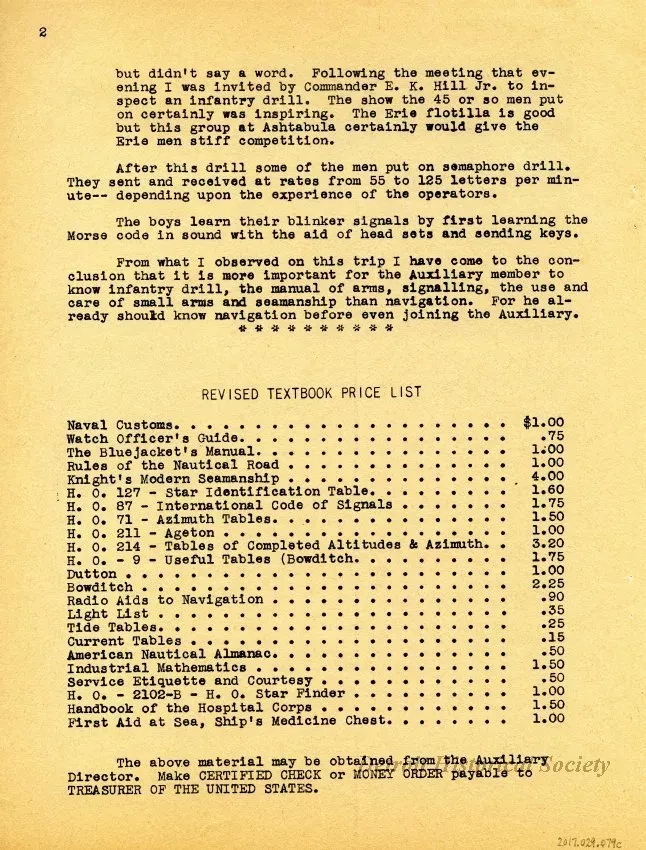 2
but didn't say a word. Following the meeting that ev-
ening I was invited by Commander E. K. Hill Jr. to in-
spect an infantry drill. The show the 45 or so men put
on certainly was inspiring. The Erie flotilla is good
but this group at Ashtabula certainly would give the
Erie men stiff competition.
After this drill some of the men put on semaphore drill.
They sent and received at rates from 55 to 125 letters per min-
ute-- depending upon the experience of the operators.
The boys learn their blinker signals by first learning the
Morse code in sound with the aid of head sets and sending keys.
From what I observed on this trip I have come to the con-
clusion that it is more important for the Auxiliary member to
know infantry drill, the manual of arms, signalling, the use and
care of small arms and seamanship than navigation. For he al-
ready should know navigation before even joining the Auxiliary.
* * * * * * * * * *
REVISED TEXTBOOK PRICE LIST
Naval Customs. . . . . . . . . . . . . . . . . . . . . $1.00
Watch Officer's Guide. . . . . . . . . . . . . . . . . .75
The Bluejacket's Manual. . . . . . . . . . . . . . . . 1.00
Rules of the Nautical Road . . . . . . . . . . . . . . 1.00
Knight's Modern Seamanship . . . . . . . . . . . . . . 4.00
H. O. 127 - Star Identification Table. . . . . . . . . 1.60
H. O. 87 - International Code of Signals . . . . . . . 1.75
H. O. 71 - Azimuth Tables. . . . . . . . . . . . . . . 1.50
H. O. 211 - Ageton . . . . . . . . . . . . . . . . . . 1.00
H. O. 214 - Tables of Completed Altitudes & Azimuth. . 3.20
H. O. - 9 - Useful Tables (Bowditch. . . . . . . . . . 1.75
Dutton . . . . . . . . . . . . . . . . . . . . . . . . 1.00
Bowditch . . . . . . . . . . . . . . . . . . . . . . . 2.25
Radio Aids to Navigation . . . . . . . . . . . . . . . .90
Light List . . . . . . . . . . . . . . . . . . . . . . .35
Tide Tables. . . . . . . . . . . . . . . . . . . . . . .25
Current Tables . . . . . . . . . . . . . . . . . . . . .15
American Nautical Almanac. . . . . . . . . . . . . . . .50
Industrial Mathematics . . . . . . . . . . . . . . . . 1.50
Service Etiquette and Courtesy . . . . . . . . . . . . .50
H. O. - 2102-B - H. O. Star Finder . . . . . . . . . . 1.00
Handbook of the Hospital Corps . . . . . . . . . . . . 1.50
First Aid at Sea, Ship's Medicine Chest. . . . . . . . 1.00
The above material may be obtained from the Auxiliary
Director. Make CERTIFIED CHECK or MONEY ORDER payable to
TREASURER OF THE UNITED STATES.
Detroit Historical Society
2017.029.079c